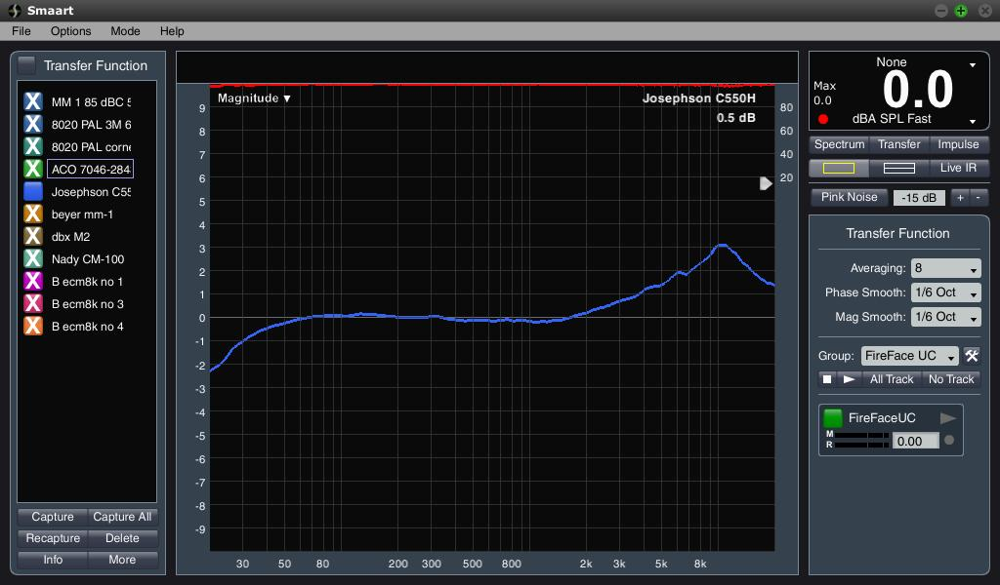 Smaart
File Options Mode Help
Transfer Function
MM 1 85 dBC
8020 PAL 3M 6
8020 PAL corne
ACO 7046-284
Josephson C55
beyer mm-1
dbx M2
Nady CM-100
B ecm8k no 1
B ecm8k no 3
B ecm8k no 4
Capture Capture All
Recapture Delete
Info More
Magnitude ▼ Josephson C550H
0.5 dB
9
8
7
6
5
4
3
2
1
0
-1
-2
-3
-4
-5
-6
-7
-8
-9
80
60
40
20
30 50 80 200 300 500 800 2k 3k 5k 8k
None
Max
0.0
0.0
dBA SPL Fast
Spectrum Transfer Impulse
Live IR
Pink Noise -15 dB + -
Transfer Function
Averaging: 8
Phase Smooth: 1/6 Oct
Mag Smooth: 1/6 Oct
Group: FireFace UC
All Track No Track
FireFaceUC
M
R
0.00